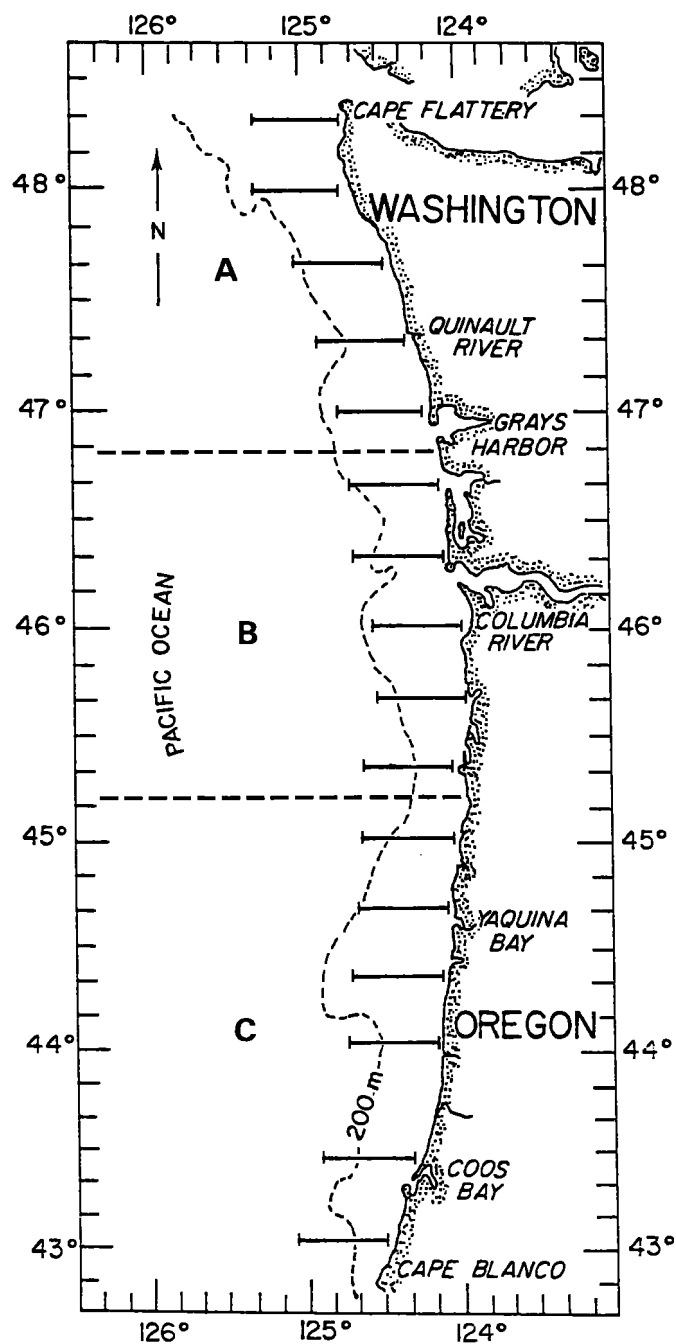 126° 125° 124°
CAPE FLATTERY
48° 48°
WASHINGTON
N
A
QUINAULT
RIVER
47° 47°
GRAYS
HARBOR
PACIFIC OCEAN
B
46° 46°
COLUMBIA
RIVER
45° 45°
YAQUINA
BAY
C
OREGON
44° 44°
200 m
COOS
BAY
43° 43°
CAPE BLANCO
126° 125° 124°